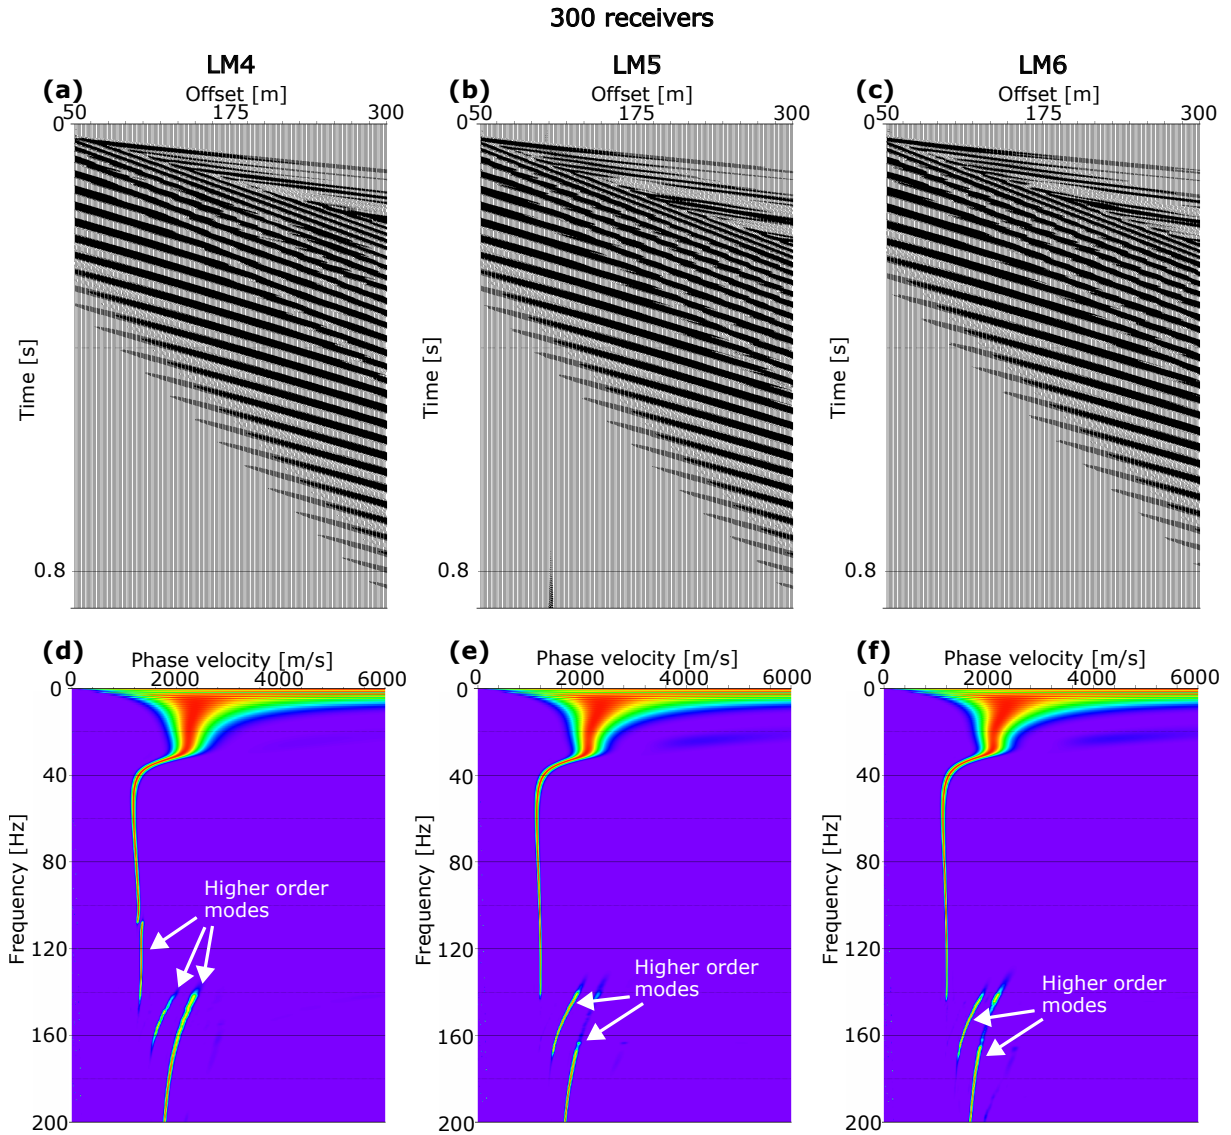 300 receivers
LM4 LM5 LM6
(a) Offset [m] (b) Offset [m] (c) Offset [m]
50 175 300 50 175 300 50 175 300
0 0 0
Time [s] Time [s] Time [s]
0.8 0.8 0.8
(d) Phase velocity [m/s] (e) Phase velocity [m/s] (f) Phase velocity [m/s]
0 2000 4000 6000 0 2000 4000 6000 0 2000 4000 6000
0 0 0
40 40 40
80 80 80
Frequency [Hz] Frequency [Hz] Frequency [Hz]
Higher order
modes
120 120 120
Higher order
modes
Higher order
modes
160 160 160
200 200 200